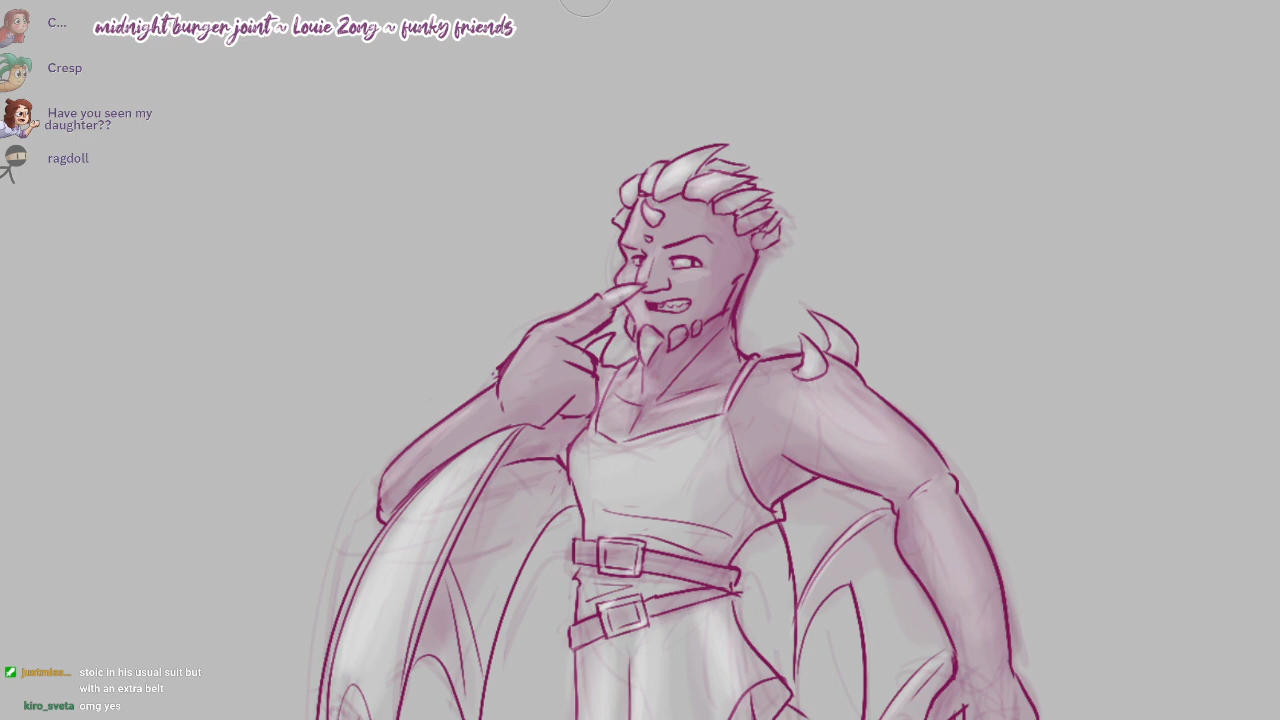 C...
midnight burger joint ~ Louie Zong ~ funky friends
Cresp
Have you seen my
daughter??
ragdoll
justmiss... stoic in his usual suit but
with an extra belt
kiro_sveta omg yes